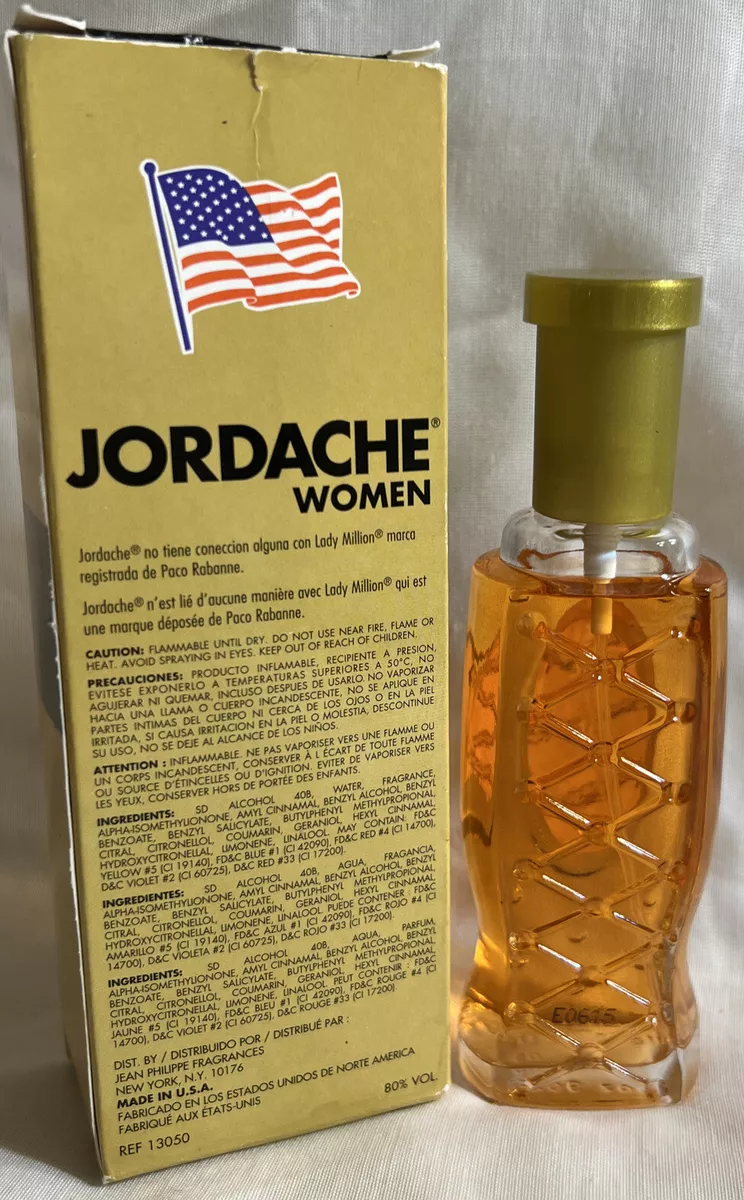 JORDACHE®
WOMEN
Jordache® no tiene coneccion alguna con Lady Million® marca
registrada de Paco Rabanne.
Jordache® n'est lié d'aucune manière avec Lady Million® qui est
une marque déposée de Paco Rabanne.
CAUTION: FLAMMABLE UNTIL DRY. DO NOT USE NEAR FIRE, FLAME OR
HEAT. AVOID SPRAYING IN EYES. KEEP OUT OF REACH OF CHILDREN.
PRECAUCIONES: PRODUCTO INFLAMABLE, RECIPIENTE A PRESION,
EVITESE EXPONERLO A TEMPERATURAS SUPERIORES A 50°C, NO
AGUJERAR NI QUEMAR, INCLUSO DESPUES DE USARLO. NO VAPORIZAR
HACIA UNA LLAMA O CUERPO INCANDESCENTE, NO SE APLIQUE EN
PARTES INTIMAS DEL CUERPO NI CERCA DE LOS OJOS O EN LA PIEL
IRRITADA, SI CAUSA IRRITACION EN LA PIEL O MOLESTIA, DESCONTINUE
SU USO, NO SE DEJE AL ALCANCE DE LOS NIÑOS.
ATTENTION : INFLAMMABLE. NE PAS VAPORISER VERS UNE FLAMME OU
UN CORPS INCANDESCENT, CONSERVER À L ÉCART DE TOUTE FLAMME
OU SOURCE D'ÉTINCELLES OU D'IGNITION. EVITER DE VAPORISER VERS
LES YEUX, CONSERVER HORS DE PORTÉE DES ENFANTS.
INGREDIENTS: SD ALCOHOL 40B, WATER, FRAGRANCE,
ALPHA-ISOMETHYLIONONE, AMYL CINNAMAL, BENZYL ALCOHOL, BENZYL
BENZOATE, BENZYL SALICYLATE, BUTYLPHENYL METHYLPROPIONAL,
CITRAL, CITRONELLOL, COUMARIN, GERANIOL, HEXYL CINNAMAL,
HYDROXYCITRONELLAL, LIMONENE, LINALOOL. MAY CONTAIN: FD&C
YELLOW #5 (CI 19140), FD&C BLUE #1 (CI 42090), FD&C RED #4 (CI 14700),
D&C VIOLET #2 (CI 60725), D&C RED #33 (CI 17200).
INGREDIENTES: SD ALCOHOL 40B, AGUA, FRAGANCIA,
ALPHA-ISOMETHYLIONONE, AMYL CINNAMAL, BENZYL ALCOHOL, BENZYL
BENZOATE, BENZYL SALICYLATE, BUTYLPHENYL METHYLPROPIONAL,
CITRAL, CITRONELLOL, COUMARIN, GERANIOL, HEXYL CINNAMAL,
HYDROXYCITRONELLAL, LIMONENE, LINALOOL PUEDE CONTENER : FD&C
AMARILLO #5 (CI 19140), FD&C AZUL #1 (CI 42090), FD&C ROJO #4 (CI
14700), D&C VIOLETA #2 (CI 60725), D&C ROJO #33 (CI 17200).
INGREDIENTS: SD ALCOHOL 40B, AQUA, PARFUM,
ALPHA-ISOMETHYLIONONE, AMYL CINNAMAL, BENZYL ALCOHOL, BENZYL
BENZOATE, BENZYL SALICYLATE, BUTYLPHENYL METHYLPROPIONAL,
CITRAL, CITRONELLOL, COUMARIN, GERANIOL, HEXYL CINNAMAL,
HYDROXYCITRONELLAL, LIMONENE, LINALOOL PEUT CONTENIR : FD&C
JAUNE #5 (CI 19140), FD&C BLEU #1 (CI 42090), FD&C ROUGE #4 (CI
14700), D&C VIOLET #2 (CI 60725), D&C ROUGE #33 (CI 17200).
DIST. BY / DISTRIBUIDO POR / DISTRIBUÉ PAR :
JEAN PHILIPPE FRAGRANCES
NEW YORK, N.Y. 10176
MADE IN U.S.A.
FABRICADO EN LOS ESTADOS UNIDOS DE NORTE AMERICA
FABRIQUÉ AUX ÉTATS-UNIS
80% VOL.
REF 13050
E0615